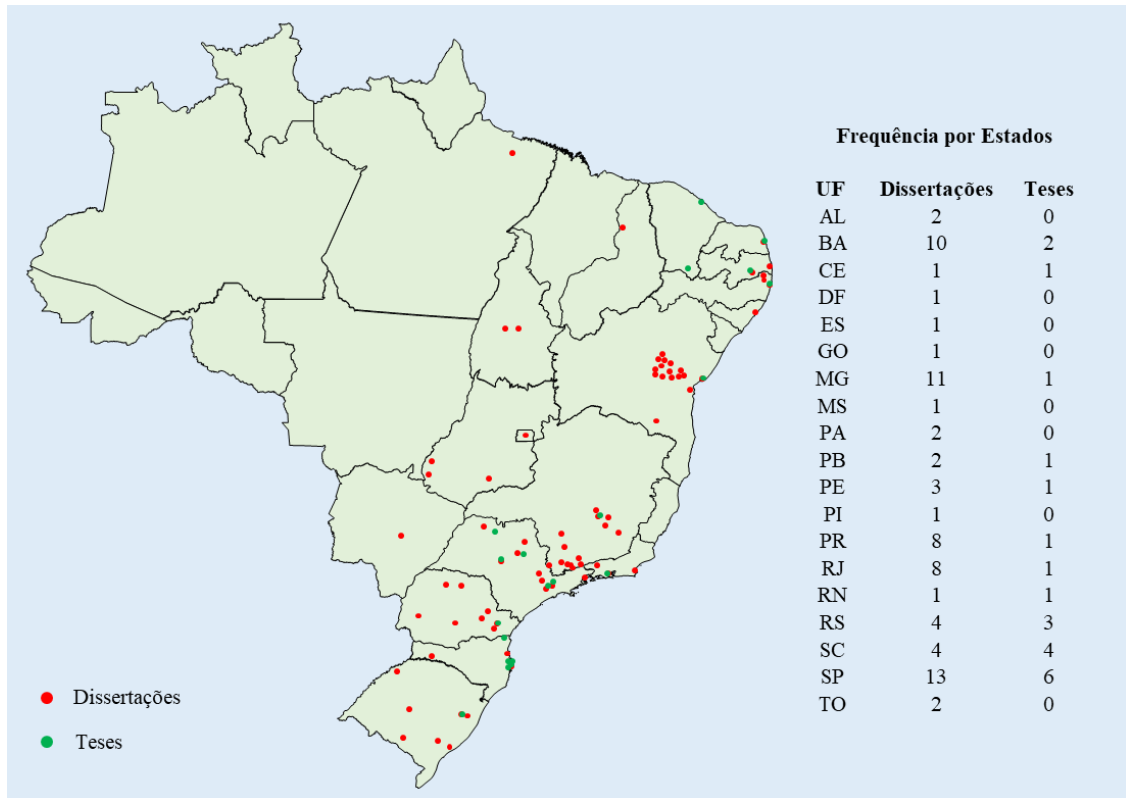 Frequência por Estados
UF Dissertações Teses
AL 2 0
BA 10 2
CE 1 1
DF 1 0
ES 1 0
GO 1 0
MG 11 1
MS 1 0
PA 2 0
PB 2 1
PE 3 1
PI 1 0
PR 8 1
RJ 8 1
RN 1 1
RS 4 3
SC 4 4
SP 13 6
TO 2 0
Dissertações
Teses